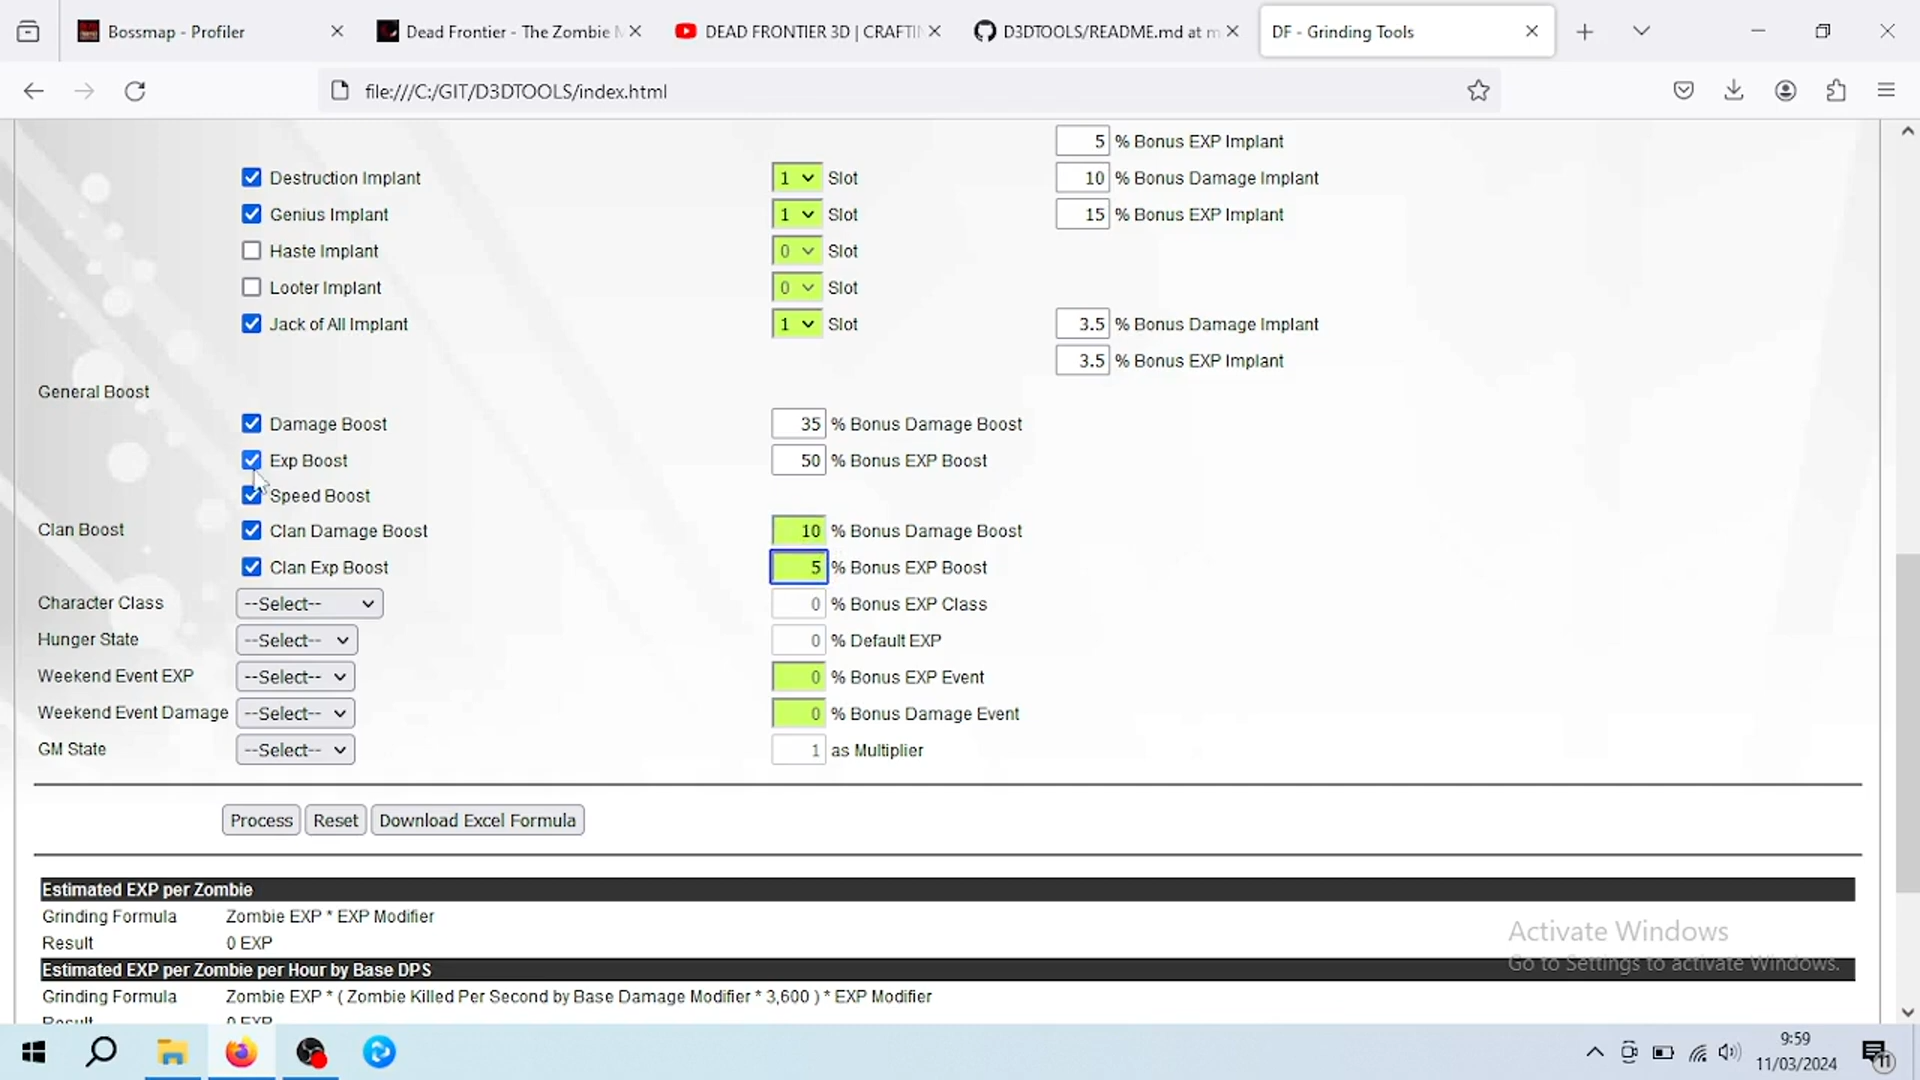 Bossmap - Profiler
Dead Frontier - The Zombie M
DEAD FRONTIER 3D | CRAFTIN
D3DTOOLS/README.md at m
DF - Grinding Tools
file:///C:/GIT/D3DTOOLS/index.html
5 % Bonus EXP Implant
Destruction Implant 1 Slot 10 % Bonus Damage Implant
Genius Implant 1 Slot 15 % Bonus EXP Implant
Haste Implant 0 Slot
Looter Implant 0 Slot
Jack of All Implant 1 Slot 3.5 % Bonus Damage Implant
3.5 % Bonus EXP Implant
General Boost
Damage Boost 35 % Bonus Damage Boost
Exp Boost 50 % Bonus EXP Boost
Speed Boost
Clan Boost Clan Damage Boost 10 % Bonus Damage Boost
Clan Exp Boost 5 % Bonus EXP Boost
Character Class --Select-- 0 % Bonus EXP Class
Hunger State --Select-- 0 % Default EXP
Weekend Event EXP --Select-- 0 % Bonus EXP Event
Weekend Event Damage --Select-- 0 % Bonus Damage Event
GM State --Select-- 1 as Multiplier
Process Reset Download Excel Formula
Estimated EXP per Zombie
Grinding Formula Zombie EXP * EXP Modifier
Result 0 EXP
Estimated EXP per Zombie per Hour by Base DPS
Grinding Formula Zombie EXP * ( Zombie Killed Per Second by Base Damage Modifier * 3,600 ) * EXP Modifier
Result 0 EXP
Activate Windows
Go to Settings to activate Windows.
9:59
11/03/2024
11